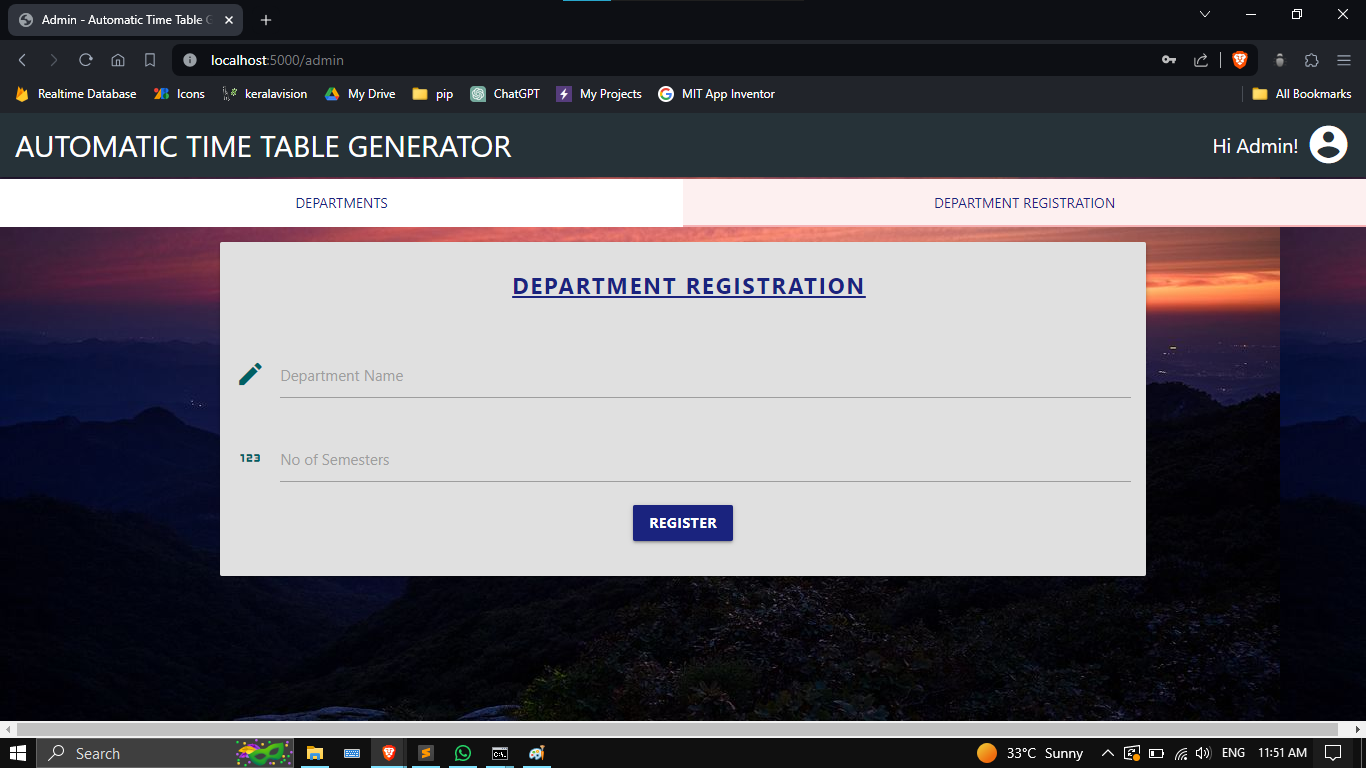 Admin - Automatic Time Table G
localhost:5000/admin
Realtime Database Icons keralavision My Drive pip ChatGPT My Projects MIT App Inventor All Bookmarks
AUTOMATIC TIME TABLE GENERATOR Hi Admin!
DEPARTMENTS DEPARTMENT REGISTRATION
DEPARTMENT REGISTRATION
Department Name
123 No of Semesters
REGISTER
Search 33°C Sunny ENG 11:51 AM